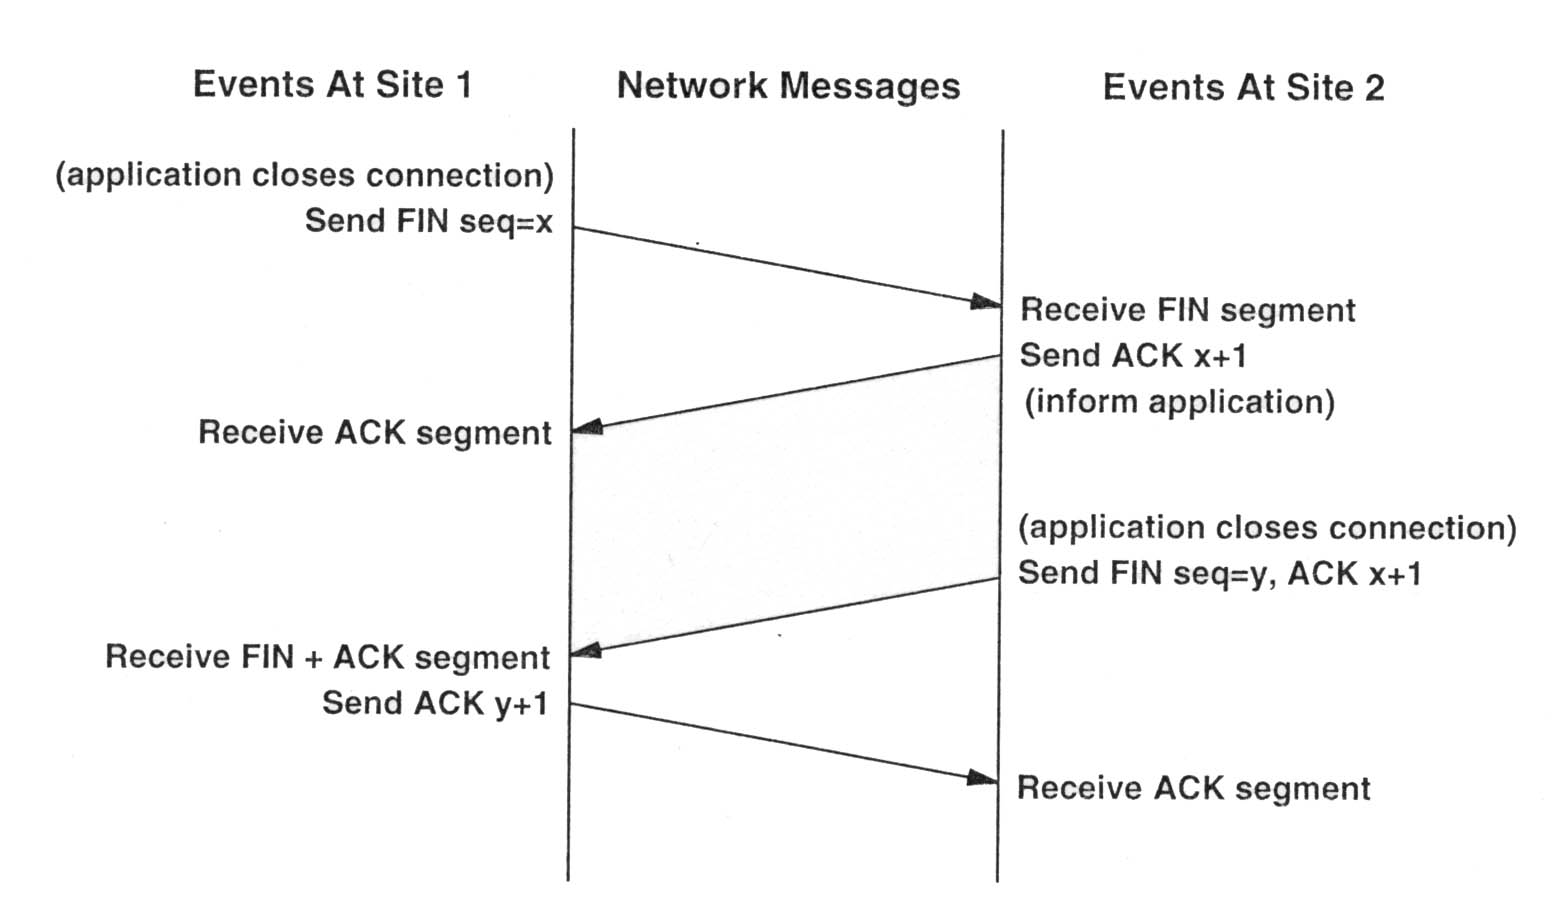 Events At Site 1
Network Messages
Events At Site 2
(application closes connection)
Send FIN seq=x
Receive FIN segment
Send ACK x+1
(inform application)
Receive ACK segment
(application closes connection)
Send FIN seq=y, ACK x+1
Receive FIN + ACK segment
Send ACK y+1
Receive ACK segment